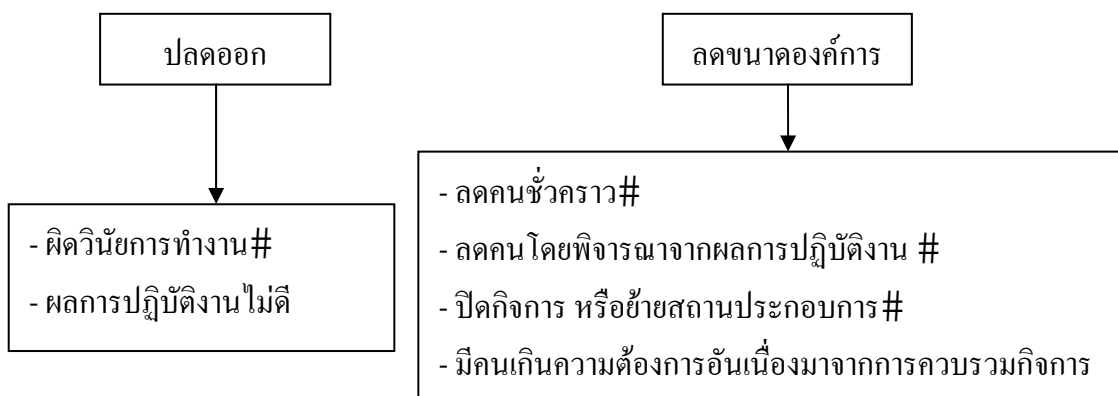 ปลดออก
- ผิดวินัยการทำงาน#
- ผลการปฏิบัติงานไม่ดี
ลดขนาดองค์การ
- ลดคนชั่วคราว#
- ลดคนโดยพิจารณาจากผลการปฏิบัติงาน #
- ปิดกิจการ หรือย้ายสถานประกอบการ#
- มีคนเกินความต้องการอันเนื่องมาจากการควบรวมกิจการ